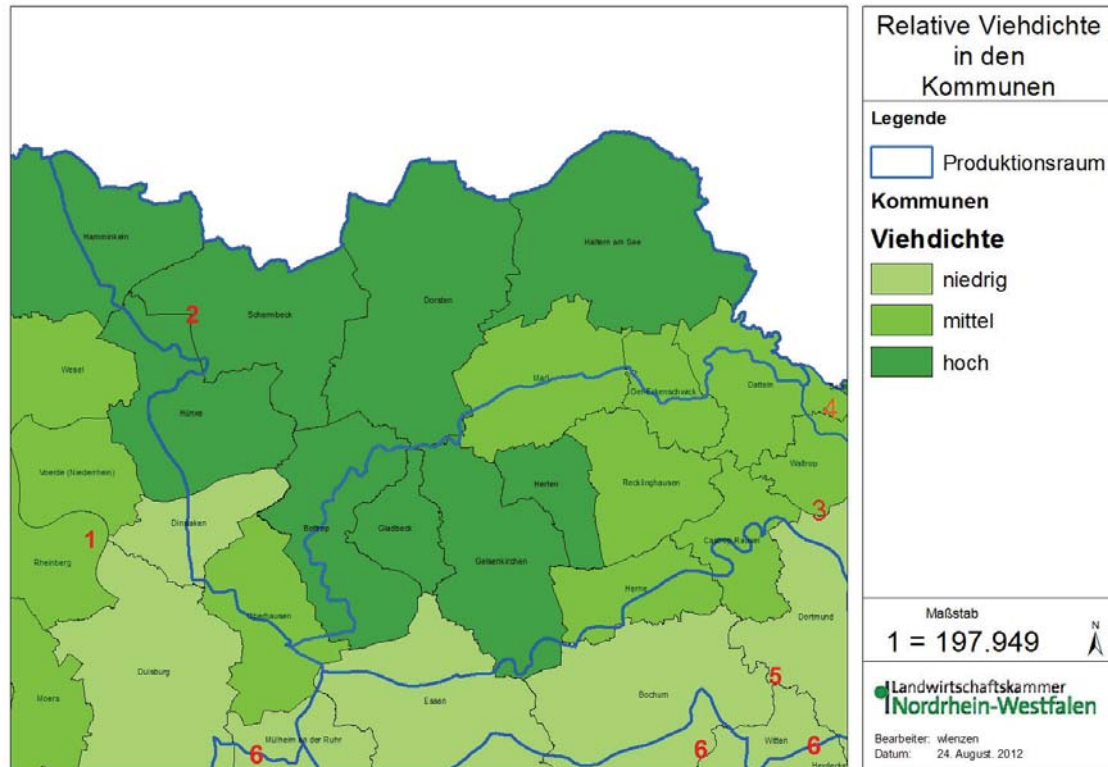 Relative Viehdichte
in den
Kommunen
Legende
Produktionsraum
Kommunen
Viehdichte
niedrig
mittel
hoch
Maßstab
1 = 197.949
N
Landwirtschaftskammer
Nordrhein-Westfalen
Bearbeiter: wlenzen
Datum: 24. August. 2012
Hamminkeln
Haltern am See
Dorsten
2
Schermbeck
Wesel
Marl
Oer-Erkenschwick
Datteln
4
Hünxe
Voerde (Niederrhein)
Waltrop
Herten
Recklinghausen
3
Dinslaken
Bottrop
Gladbeck
1
Castrop-Rauxel
Rheinberg
Gelsenkirchen
Herne
Oberhausen
Dortmund
Duisburg
5
Moers
Essen
Bochum
Mülheim an der Ruhr
Witten
6
6
6